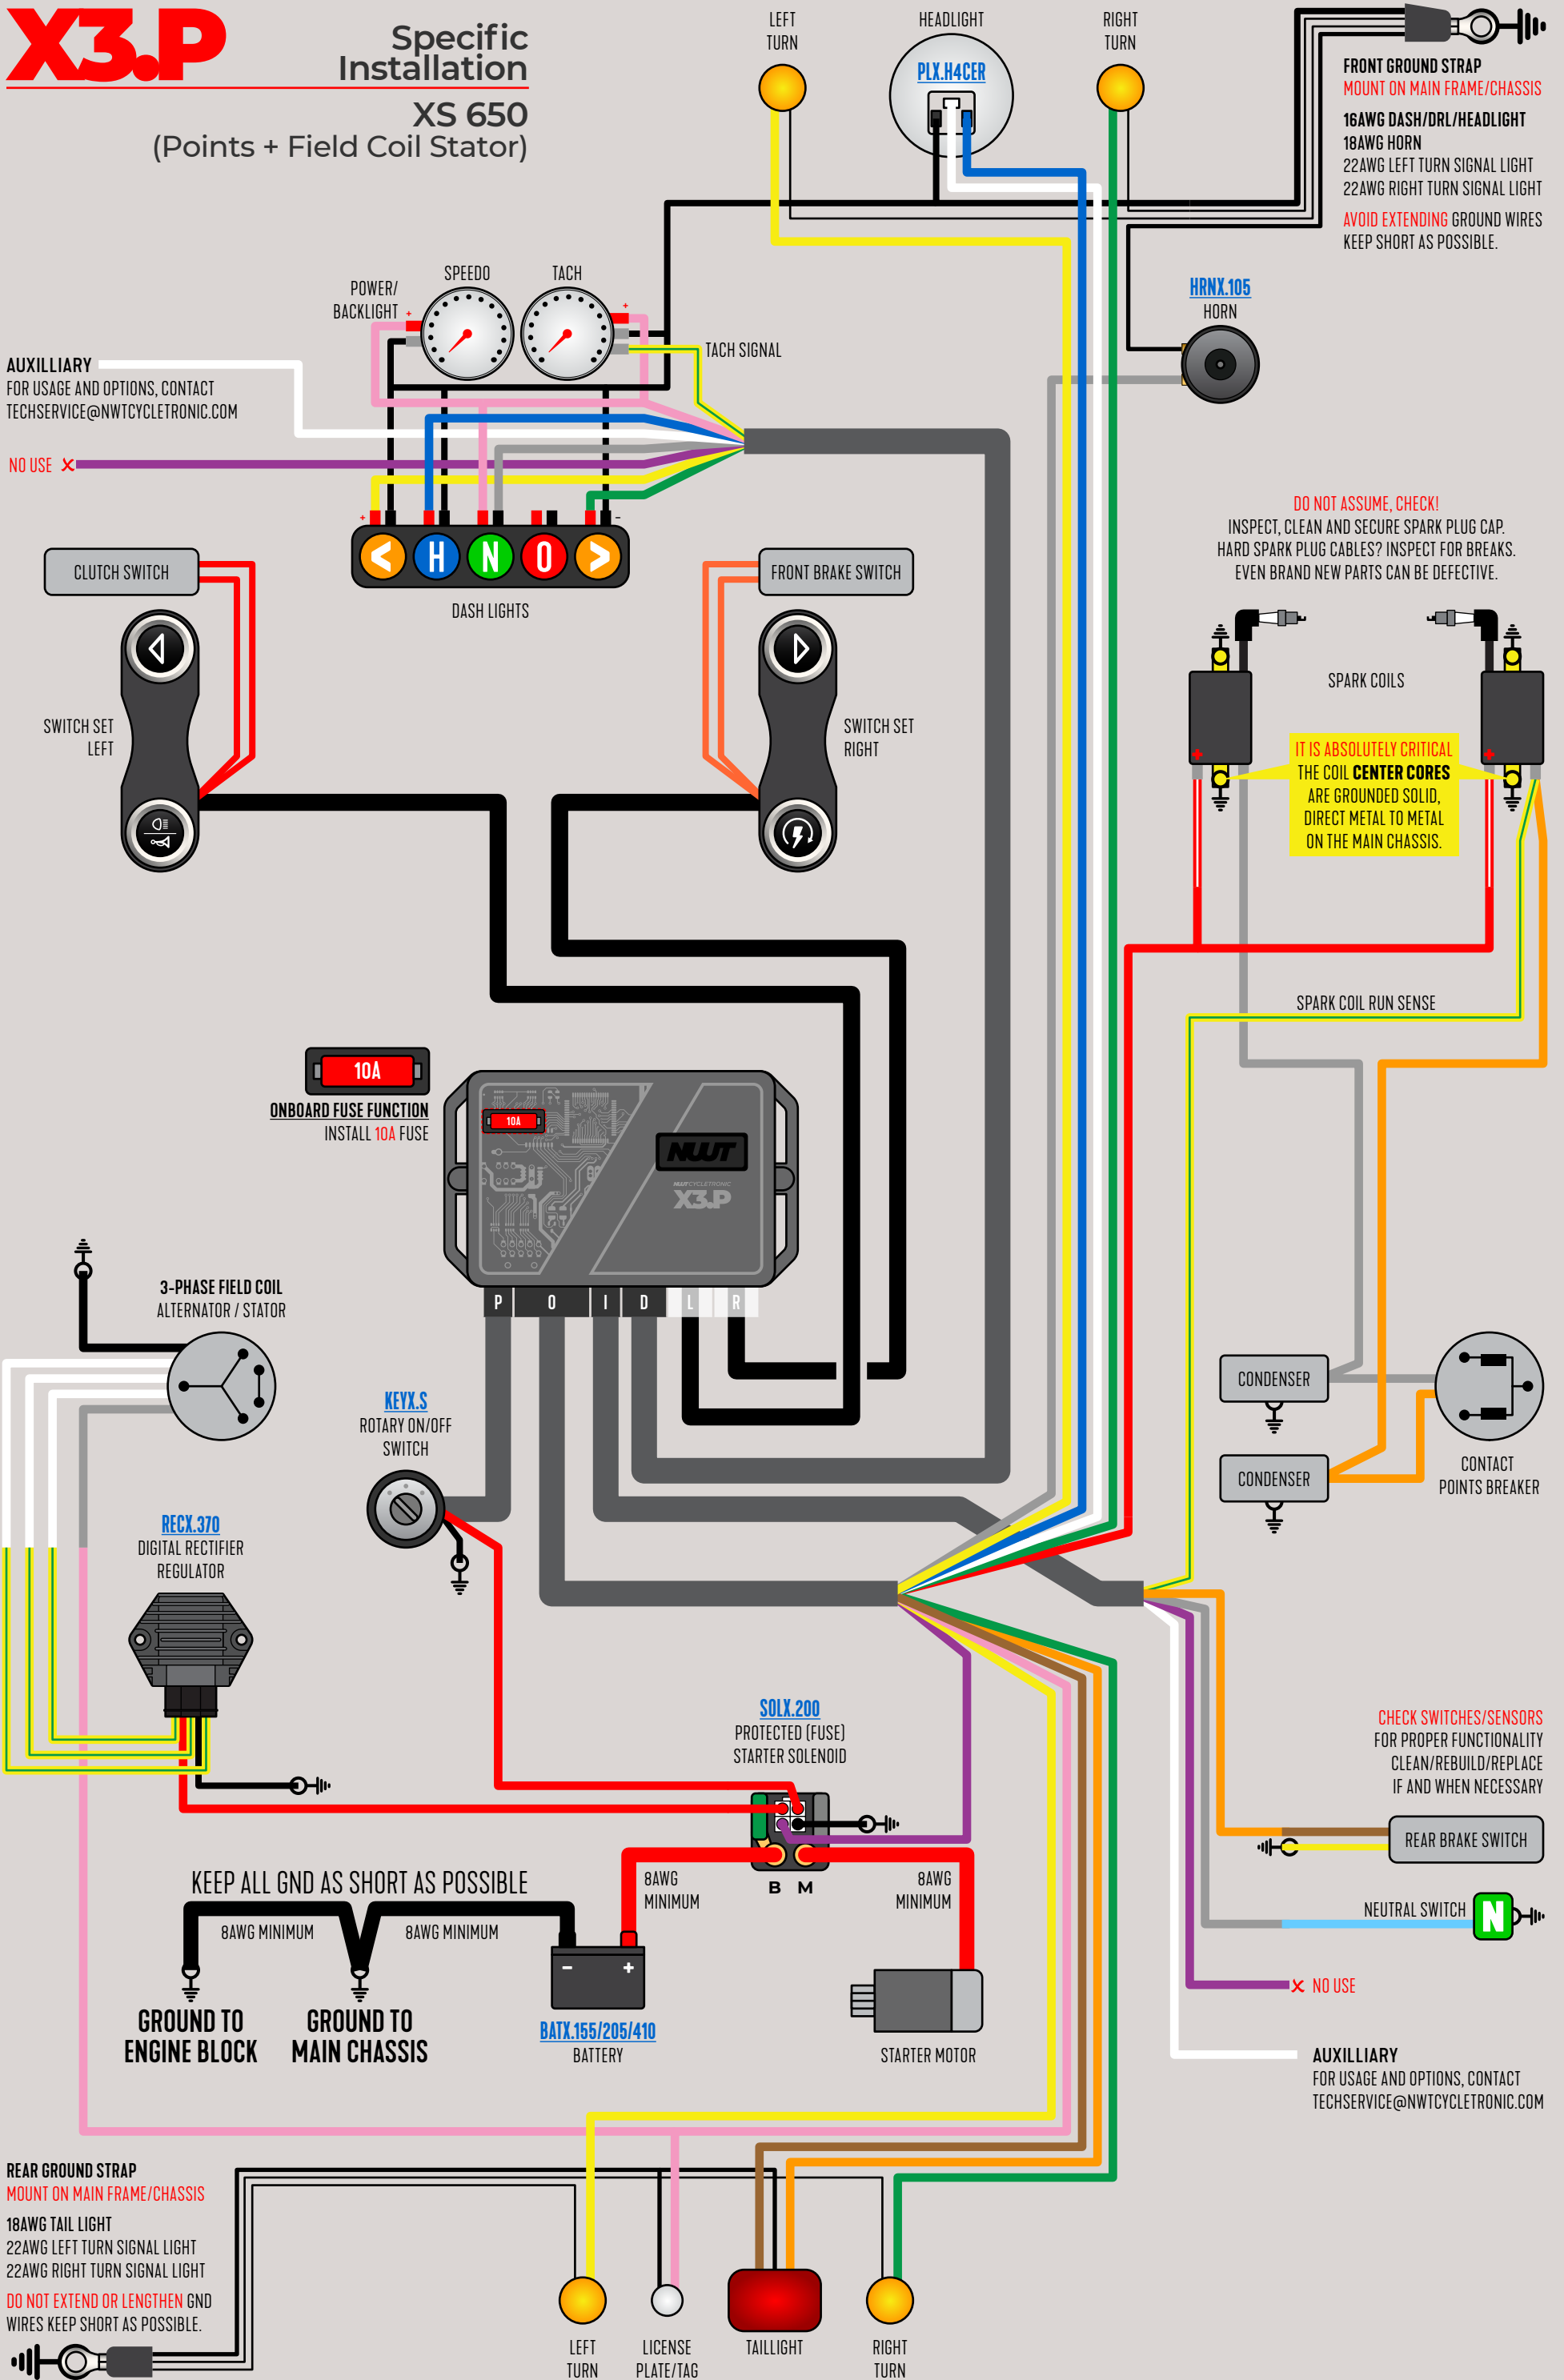 X3.P
Specific
Installation
XS 650
(Points + Field Coil Stator)
LEFT
TURN
HEADLIGHT
PLX.H4CER
RIGHT
TURN
FRONT GROUND STRAP
MOUNT ON MAIN FRAME/CHASSIS
16AWG DASH/DRL/HEADLIGHT
18AWG HORN
22AWG LEFT TURN SIGNAL LIGHT
22AWG RIGHT TURN SIGNAL LIGHT
AVOID EXTENDING GROUND WIRES
KEEP SHORT AS POSSIBLE.
HRNX.105
HORN
SPEEDO
TACH
POWER/
BACKLIGHT
+
+
TACH SIGNAL
AUXILLIARY
FOR USAGE AND OPTIONS, CONTACT
TECHSERVICE@NWTCYCLETRONIC.COM
NO USE X
+
-
< H N O >
DASH LIGHTS
CLUTCH SWITCH
FRONT BRAKE SWITCH
SWITCH SET
LEFT
SWITCH SET
RIGHT
DO NOT ASSUME, CHECK!
INSPECT, CLEAN AND SECURE SPARK PLUG CAP.
HARD SPARK PLUG CABLES? INSPECT FOR BREAKS.
EVEN BRAND NEW PARTS CAN BE DEFECTIVE.
SPARK COILS
+
+
IT IS ABSOLUTELY CRITICAL
THE COIL CENTER CORES
ARE GROUNDED SOLID,
DIRECT METAL TO METAL
ON THE MAIN CHASSIS.
SPARK COIL RUN SENSE
10A
ONBOARD FUSE FUNCTION
INSTALL 10A FUSE
10A
NWT
NWT CYCLETRONIC
X3.P
P O I D L R
3-PHASE FIELD COIL
ALTERNATOR / STATOR
KEYX.S
ROTARY ON/OFF
SWITCH
CONDENSER
CONDENSER
CONTACT
POINTS BREAKER
RECX.370
DIGITAL RECTIFIER
REGULATOR
SOLX.200
PROTECTED (FUSE)
STARTER SOLENOID
B M
CHECK SWITCHES/SENSORS
FOR PROPER FUNCTIONALITY
CLEAN/REBUILD/REPLACE
IF AND WHEN NECESSARY
REAR BRAKE SWITCH
NEUTRAL SWITCH
N
X NO USE
AUXILLIARY
FOR USAGE AND OPTIONS, CONTACT
TECHSERVICE@NWTCYCLETRONIC.COM
KEEP ALL GND AS SHORT AS POSSIBLE
8AWG MINIMUM
8AWG MINIMUM
8AWG
MINIMUM
8AWG
MINIMUM
- +
GROUND TO
ENGINE BLOCK
GROUND TO
MAIN CHASSIS
BATX.155/205/410
BATTERY
STARTER MOTOR
REAR GROUND STRAP
MOUNT ON MAIN FRAME/CHASSIS
18AWG TAIL LIGHT
22AWG LEFT TURN SIGNAL LIGHT
22AWG RIGHT TURN SIGNAL LIGHT
DO NOT EXTEND OR LENGTHEN GND
WIRES KEEP SHORT AS POSSIBLE.
LEFT
TURN
LICENSE
PLATE/TAG
TAILLIGHT
RIGHT
TURN